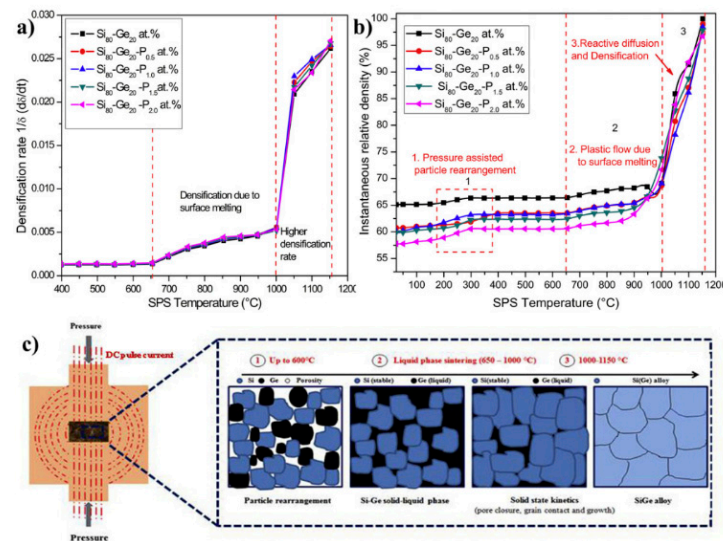 a)
Densification rate 1/δ (dδ/dt)
0.030
0.025
0.020
0.015
0.010
0.005
0.000
Si80-Ge20 at.%
Si80-Ge20-P0.5 at.%
Si80-Ge20-P1.0 at.%
Si80-Ge20-P1.5 at.%
Si80-Ge20-P2.0 at.%
Densification due to
surface melting
Higher
densification
rate
400 500 600 700 800 900 1000 1100 1200
SPS Temperature (°C)
b)
Instantaneous relative density (%)
100
95
90
85
80
75
70
65
60
55
Si80-Ge20 at.%
Si80-Ge20-P0.5 at.%
Si80-Ge20-P1.0 at.%
Si80-Ge20-P1.5 at.%
Si80-Ge20-P2.0 at.%
3
3.Reactive diffusion
and Densification
2
2. Plastic flow due
to surface melting
1. Pressure assisted
particle rearrangement
1
100 200 300 400 500 600 700 800 900 1000 1100
SPS Temperature (°C)
c)
Pressure
DC pulse current
Pressure
1 Up to 600°C
2 Liquid phase sintering (650 – 1000 °C)
3 1000-1150 °C
Si Ge Porosity
Si (stable) Ge (liquid)
Si(stable) Ge (liquid)
Si(Ge) alloy
Particle rearrangement
Si-Ge solid-liquid phase
Solid state kinetics
(pore closure, grain contact and growth)
SiGe alloy